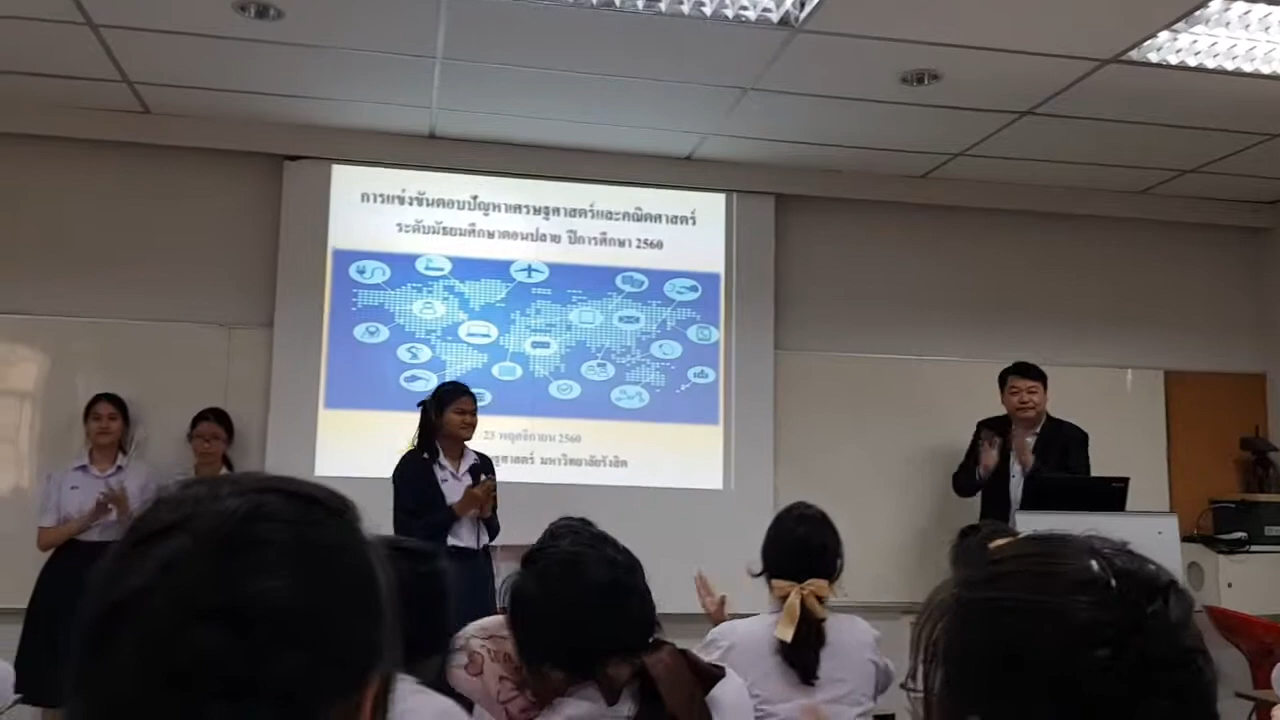 การแข่งขันตอบปัญหาเศรษฐศาสตร์และคณิตศาสตร์
ระดับมัธยมศึกษาตอนปลาย ปีการศึกษา 2560
23 พฤศจิกายน 2560
ฐศาสตร์ มหาวิทยาลัยรังสิต